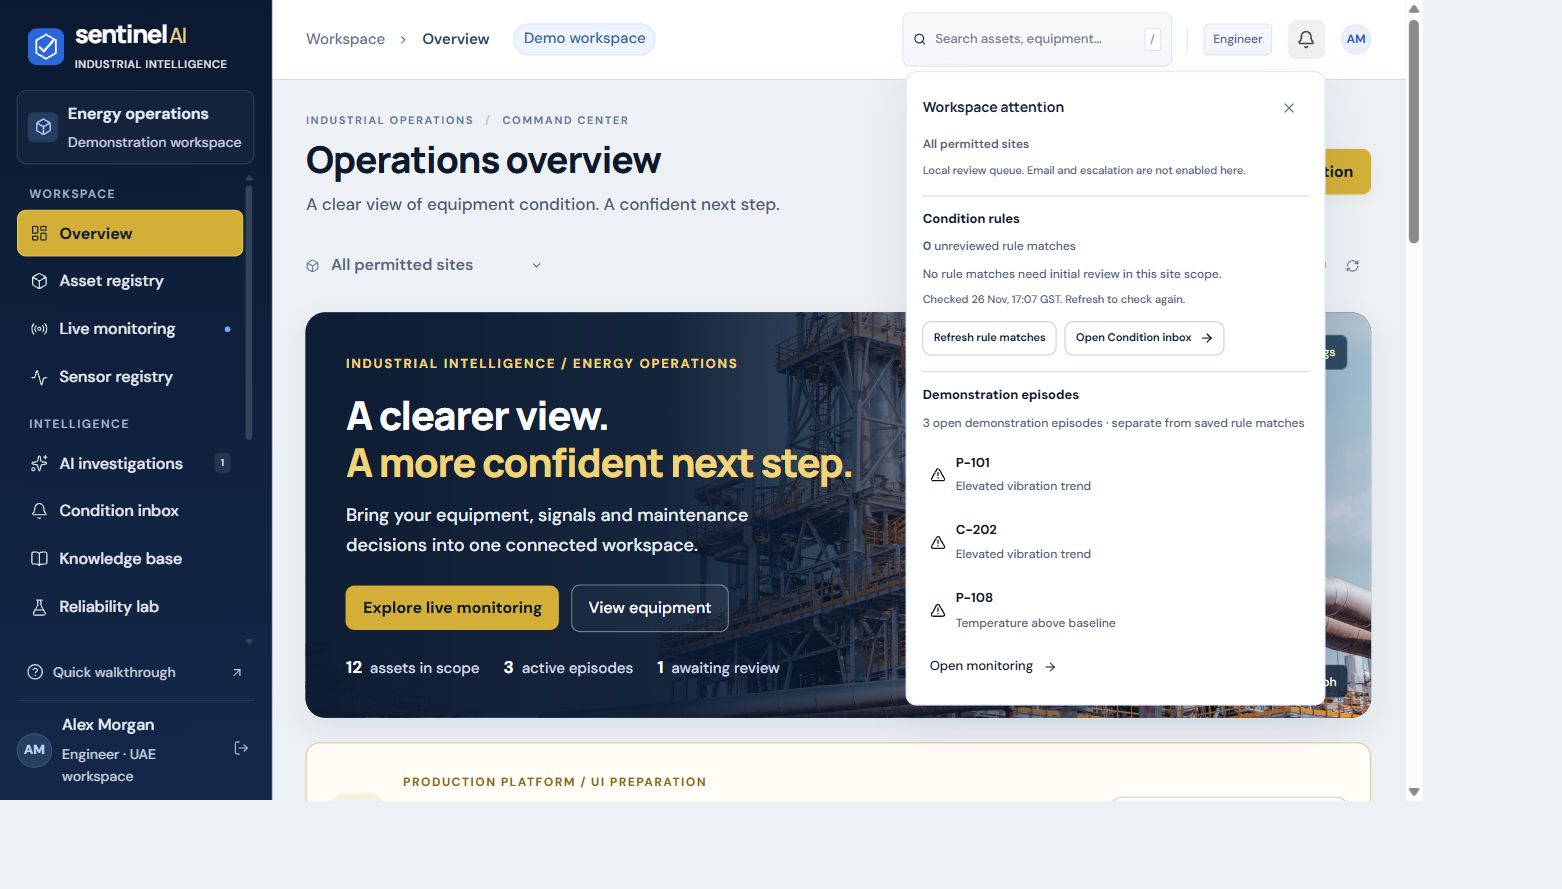 sentinelAI
INDUSTRIAL INTELLIGENCE
Energy operations
Demonstration workspace
WORKSPACE
Overview
Asset registry
Live monitoring
Sensor registry
INTELLIGENCE
AI investigations 1
Condition inbox
Knowledge base
Reliability lab
Quick walkthrough
AM
Alex Morgan
Engineer · UAE
workspace
Workspace > Overview Demo workspace
Search assets, equipment... /
Engineer
AM
INDUSTRIAL OPERATIONS / COMMAND CENTER
Operations overview
A clear view of equipment condition. A confident next step.
All permitted sites
INDUSTRIAL INTELLIGENCE / ENERGY OPERATIONS
A clearer view.
A more confident next step.
Bring your equipment, signals and maintenance
decisions into one connected workspace.
Explore live monitoring
View equipment
12 assets in scope 3 active episodes 1 awaiting review
Workspace attention
All permitted sites
Local review queue. Email and escalation are not enabled here.
Condition rules
0 unreviewed rule matches
No rule matches need initial review in this site scope.
Checked 26 Nov, 17:07 GST. Refresh to check again.
Refresh rule matches
Open Condition inbox
Demonstration episodes
3 open demonstration episodes · separate from saved rule matches
P-101
Elevated vibration trend
C-202
Elevated vibration trend
P-108
Temperature above baseline
Open monitoring
PRODUCTION PLATFORM / UI PREPARATION